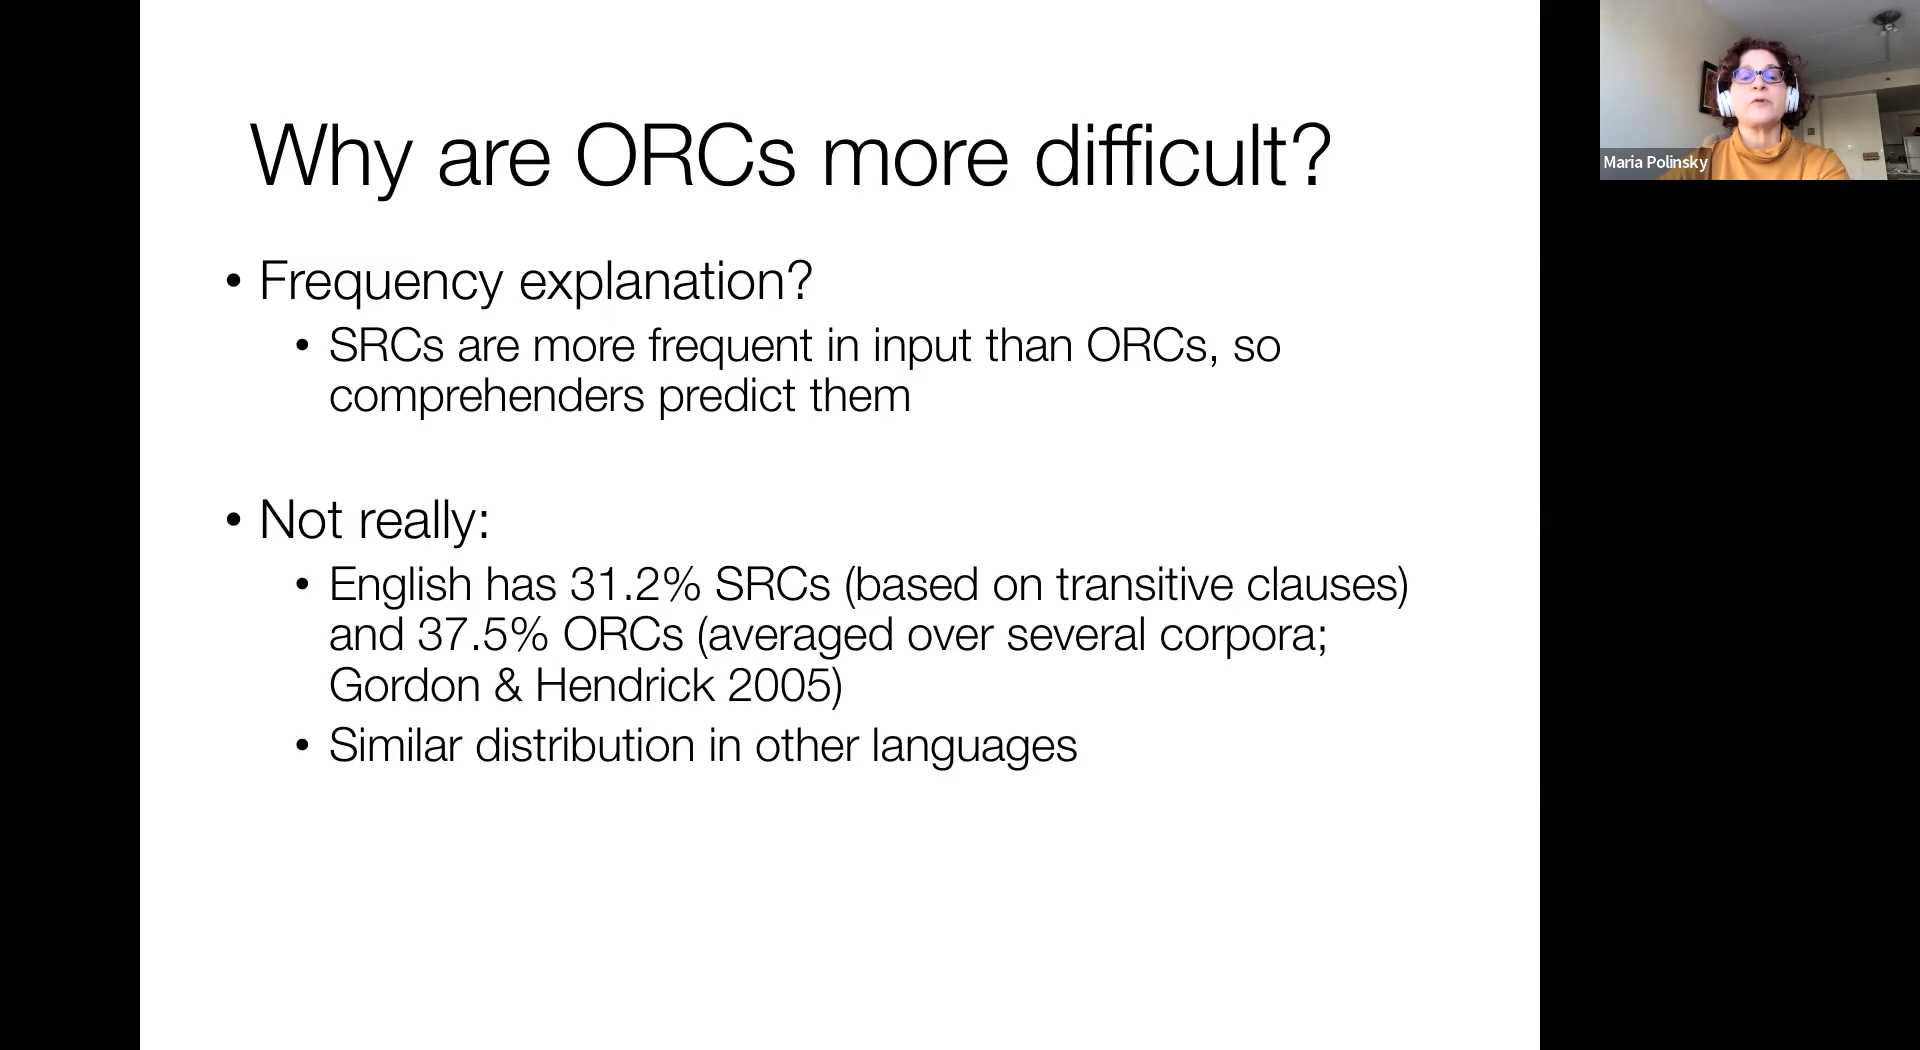 Why are ORCs more difficult?
• Frequency explanation?
• SRCs are more frequent in input than ORCs, so
comprehenders predict them
• Not really:
• English has 31.2% SRCs (based on transitive clauses)
and 37.5% ORCs (averaged over several corpora;
Gordon & Hendrick 2005)
• Similar distribution in other languages
Maria Polinsky